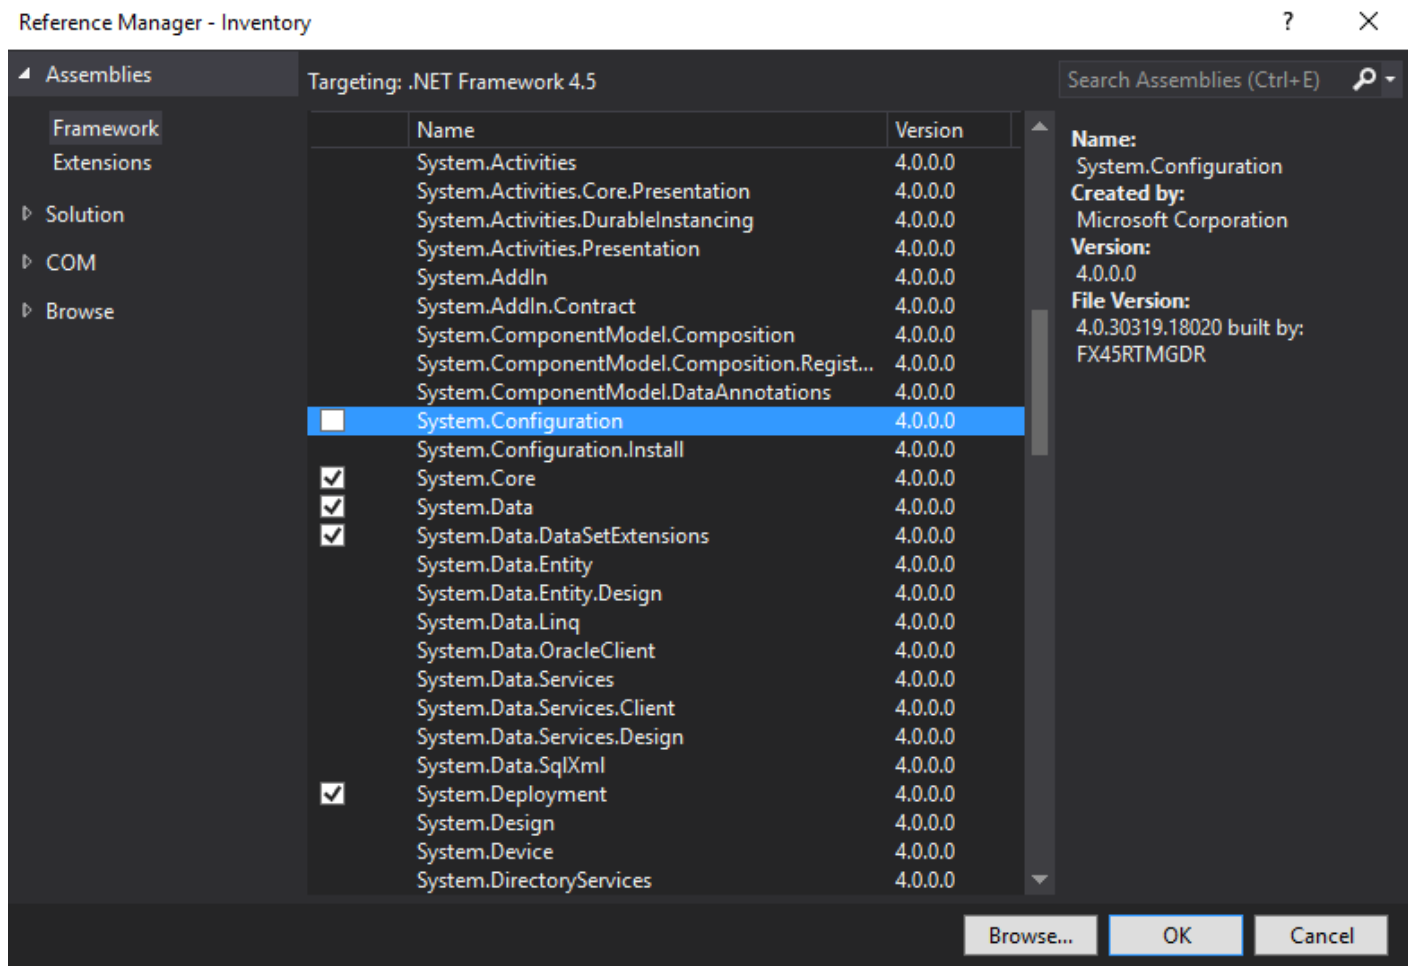 Reference Manager - Inventory
?
Assemblies
Framework
Extensions
Solution
COM
Browse
Targeting: .NET Framework 4.5
Search Assemblies (Ctrl+E)
Name Version
System.Activities 4.0.0.0
System.Activities.Core.Presentation 4.0.0.0
System.Activities.DurableInstancing 4.0.0.0
System.Activities.Presentation 4.0.0.0
System.AddIn 4.0.0.0
System.AddIn.Contract 4.0.0.0
System.ComponentModel.Composition 4.0.0.0
System.ComponentModel.Composition.Regist... 4.0.0.0
System.ComponentModel.DataAnnotations 4.0.0.0
System.Configuration 4.0.0.0
System.Configuration.Install 4.0.0.0
System.Core 4.0.0.0
System.Data 4.0.0.0
System.Data.DataSetExtensions 4.0.0.0
System.Data.Entity 4.0.0.0
System.Data.Entity.Design 4.0.0.0
System.Data.Linq 4.0.0.0
System.Data.OracleClient 4.0.0.0
System.Data.Services 4.0.0.0
System.Data.Services.Client 4.0.0.0
System.Data.Services.Design 4.0.0.0
System.Data.SqlXml 4.0.0.0
System.Deployment 4.0.0.0
System.Design 4.0.0.0
System.Device 4.0.0.0
System.DirectoryServices 4.0.0.0
Name:
System.Configuration
Created by:
Microsoft Corporation
Version:
4.0.0.0
File Version:
4.0.30319.18020 built by:
FX45RTMGDR
Browse...
OK
Cancel